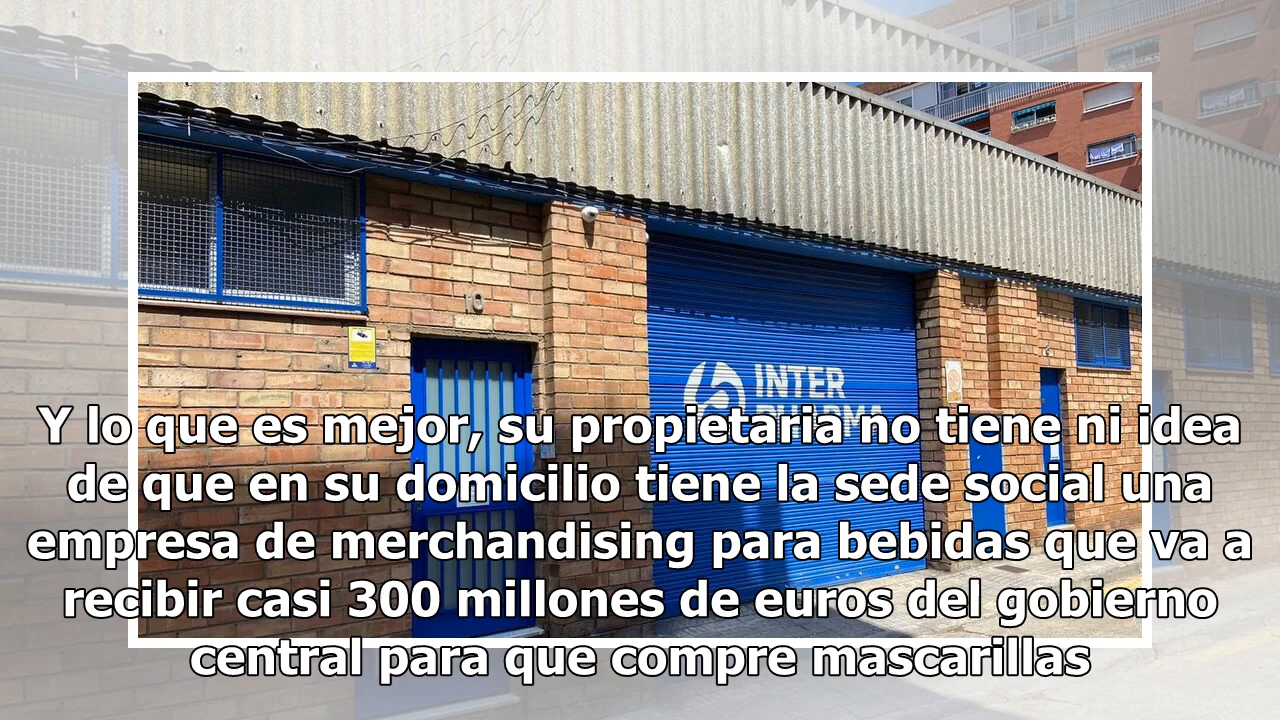 INTER
PHARMA
Y lo que es mejor, su propietaria no tiene ni idea
de que en su domicilio tiene la sede social una
empresa de merchandising para bebidas que va a
recibir casi 300 millones de euros del gobierno
central para que compre mascarillas